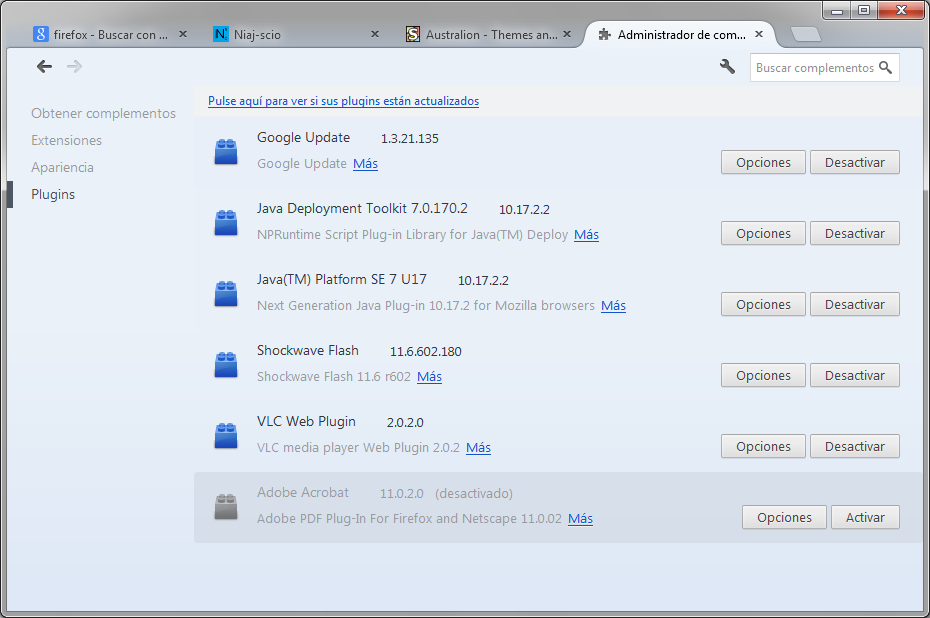 firefox - Buscar con ...
Niaj-scio
Australion - Themes an...
Administrador de com...
Buscar complementos
Obtener complementos
Extensiones
Apariencia
Plugins
Pulse aquí para ver si sus plugins están actualizados
Google Update 1.3.21.135
Google Update Más
Opciones Desactivar
Java Deployment Toolkit 7.0.170.2 10.17.2.2
NPRuntime Script Plug-in Library for Java(TM) Deploy Más
Opciones Desactivar
Java(TM) Platform SE 7 U17 10.17.2.2
Next Generation Java Plug-in 10.17.2 for Mozilla browsers Más
Opciones Desactivar
Shockwave Flash 11.6.602.180
Shockwave Flash 11.6 r602 Más
Opciones Desactivar
VLC Web Plugin 2.0.2.0
VLC media player Web Plugin 2.0.2 Más
Opciones Desactivar
Adobe Acrobat 11.0.2.0 (desactivado)
Adobe PDF Plug-In For Firefox and Netscape 11.0.02 Más
Opciones Activar